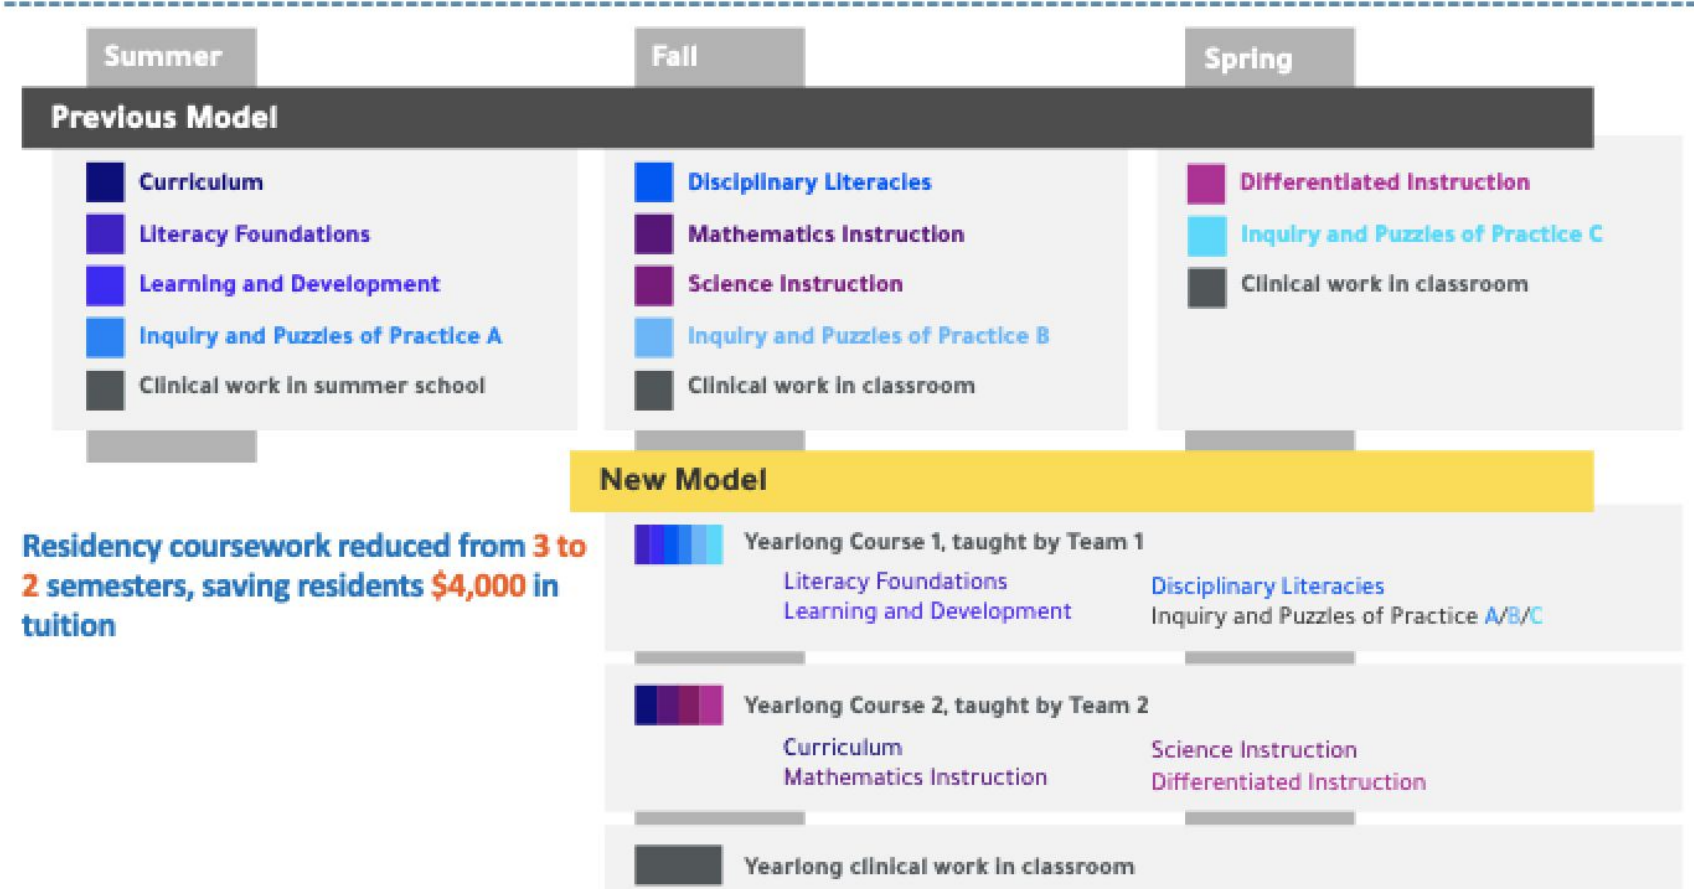 Summer
Fall
Spring
Previous Model
Curriculum
Literacy Foundations
Learning and Development
Inquiry and Puzzles of Practice A
Clinical work in summer school
Disciplinary Literacies
Mathematics Instruction
Science Instruction
Inquiry and Puzzles of Practice B
Clinical work in classroom
Differentiated Instruction
Inquiry and Puzzles of Practice C
Clinical work in classroom
New Model
Residency coursework reduced from 3 to
2 semesters, saving residents $4,000 in
tuition
Yearlong Course 1, taught by Team 1
Literacy Foundations
Learning and Development
Disciplinary Literacies
Inquiry and Puzzles of Practice A/B/C
Yearlong Course 2, taught by Team 2
Curriculum
Mathematics Instruction
Science Instruction
Differentiated Instruction
Yearlong clinical work in classroom